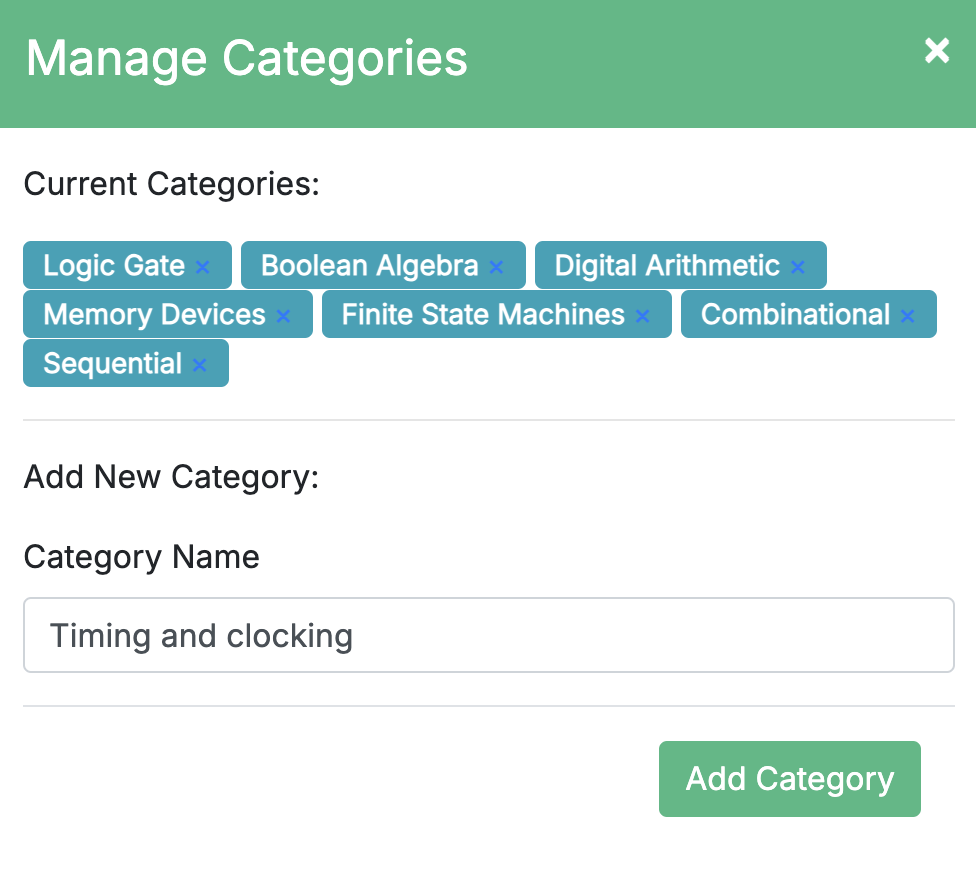 Manage Categories ×
Current Categories:
Logic Gate × Boolean Algebra × Digital Arithmetic ×
Memory Devices × Finite State Machines × Combinational ×
Sequential ×
Add New Category:
Category Name
Timing and clocking
Add Category